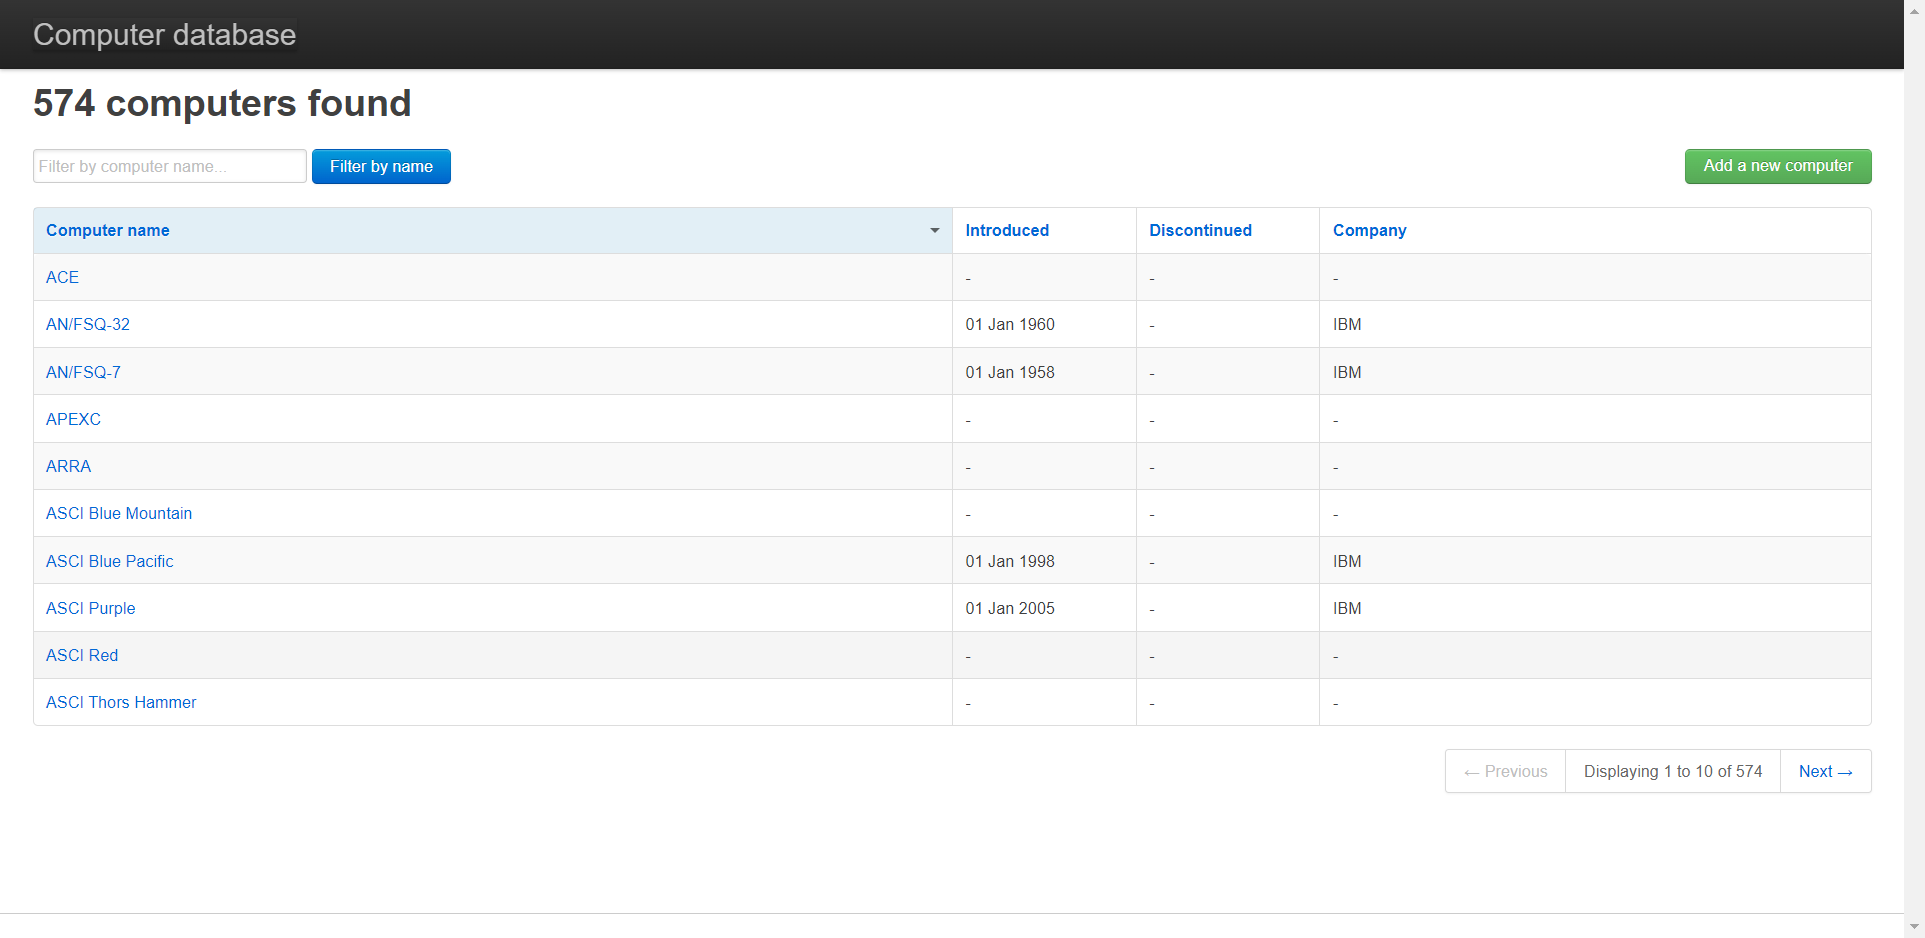 Computer database
574 computers found
Filter by computer name... Filter by name Add a new computer
Computer name Introduced Discontinued Company
ACE - - -
AN/FSQ-32 01 Jan 1960 - IBM
AN/FSQ-7 01 Jan 1958 - IBM
APEXC - - -
ARRA - - -
ASCI Blue Mountain - - -
ASCI Blue Pacific 01 Jan 1998 - IBM
ASCI Purple 01 Jan 2005 - IBM
ASCI Red - - -
ASCI Thors Hammer - - -
← Previous Displaying 1 to 10 of 574 Next →